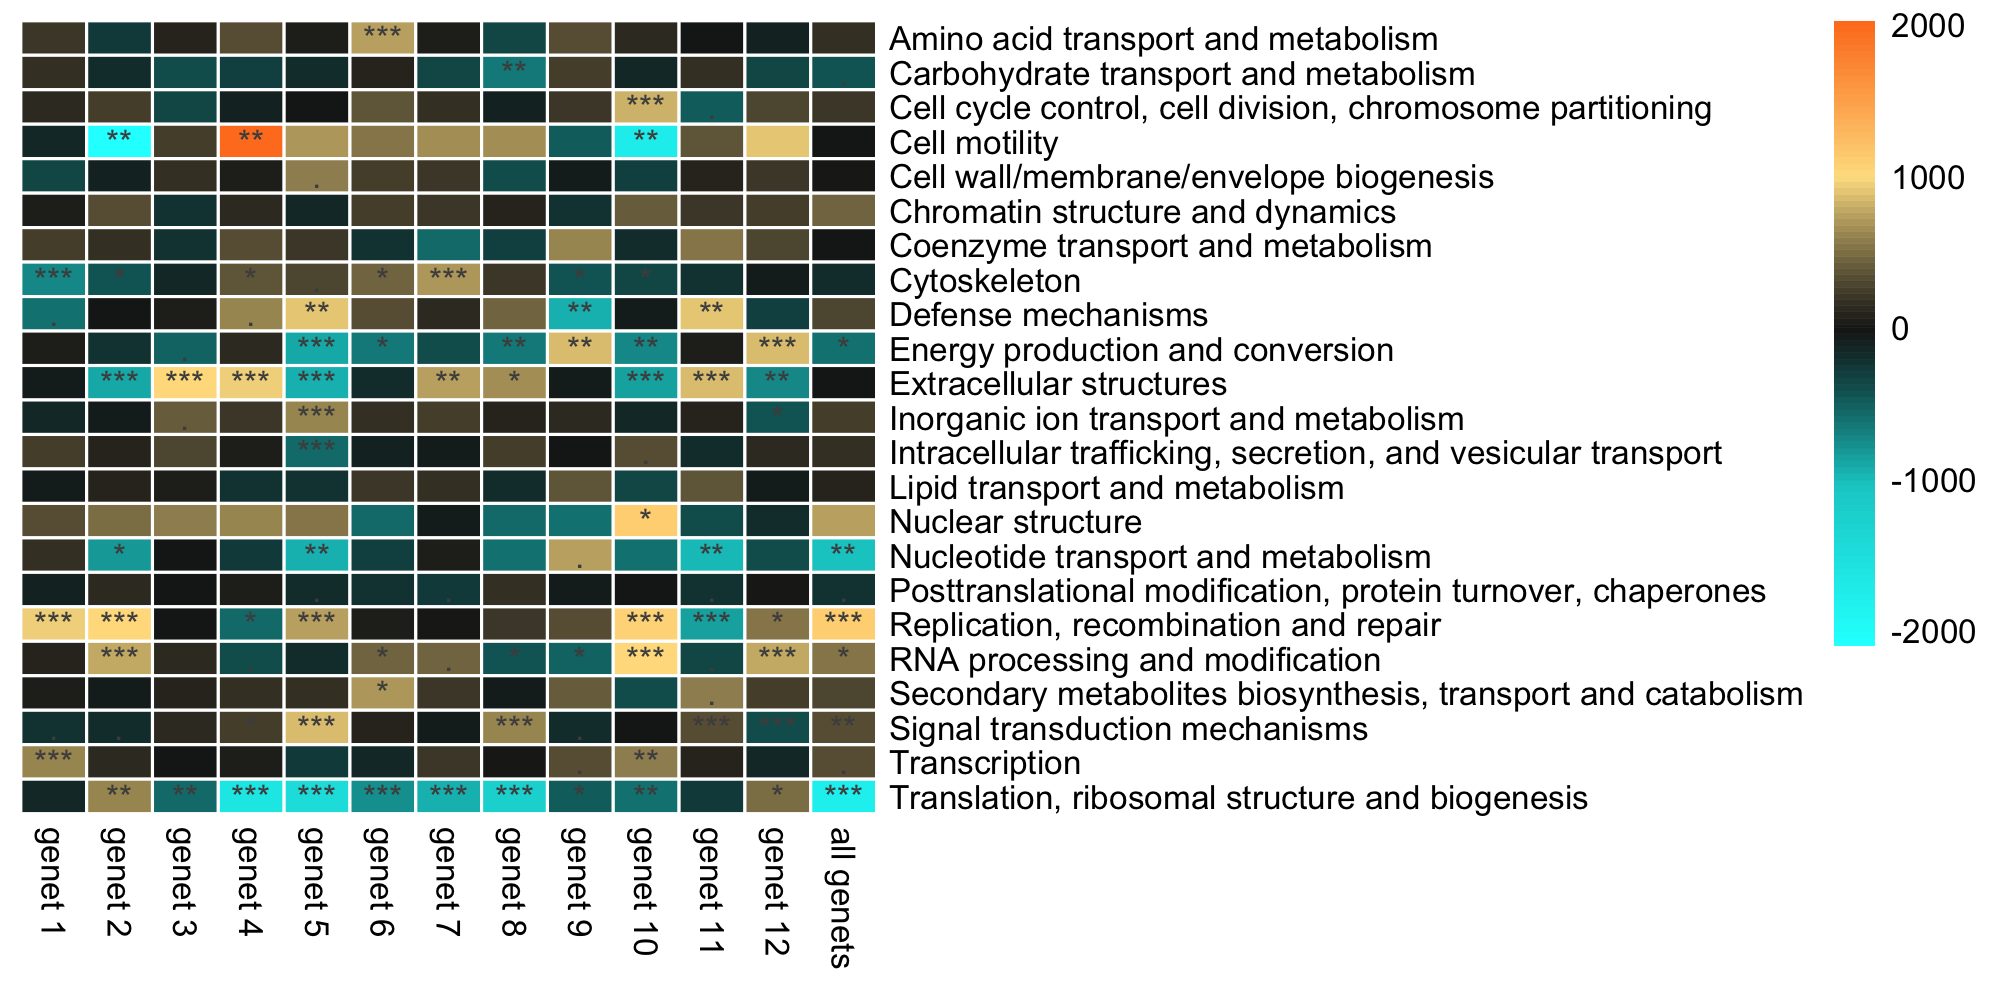 *** Amino acid transport and metabolism
** . Carbohydrate transport and metabolism
*** . Cell cycle control, cell division, chromosome partitioning
** ** ** Cell motility
. Cell wall/membrane/envelope biogenesis
Chromatin structure and dynamics
Coenzyme transport and metabolism
*** * * . * *** * * Cytoskeleton
. . ** ** ** Defense mechanisms
. *** * ** ** ** *** * Energy production and conversion
*** *** *** *** ** * *** *** ** Extracellular structures
. *** * Inorganic ion transport and metabolism
*** . Intracellular trafficking, secretion, and vesicular transport
Lipid transport and metabolism
* Nuclear structure
* ** . ** ** Nucleotide transport and metabolism
. . . . Posttranslational modification, protein turnover, chaperones
*** *** * *** *** *** * *** Replication, recombination and repair
*** . * . * * *** . *** * RNA processing and modification
* . Secondary metabolites biosynthesis, transport and catabolism
. . * *** *** . *** *** ** Signal transduction mechanisms
*** . ** . Transcription
** ** *** *** *** *** *** * ** * *** Translation, ribosomal structure and biogenesis
genet 1
genet 2
genet 3
genet 4
genet 5
genet 6
genet 7
genet 8
genet 9
genet 10
genet 11
genet 12
all genets
2000
1000
0
-1000
-2000